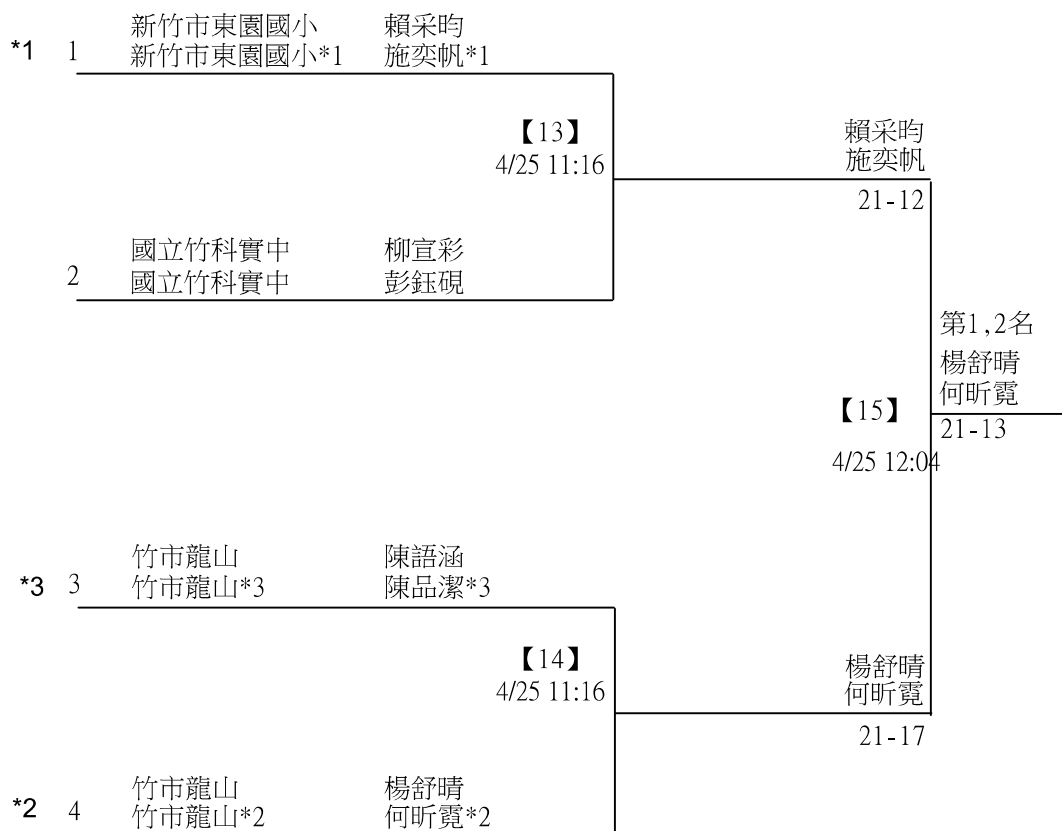 新竹市東園國小 賴采昀
*1 1 新竹市東園國小*1 施奕帆*1
【13】
4/25 11:16
賴采昀
施奕帆
21-12
國立竹科實中 柳宣彩
2 國立竹科實中 彭鈺硯
第1,2名
楊舒晴
何昕霓
【15】
21-13
4/25 12:04
竹市龍山 陳語涵
*3 3 竹市龍山*3 陳品潔*3
【14】
4/25 11:16
楊舒晴
何昕霓
21-17
竹市龍山 楊舒晴
*2 4 竹市龍山*2 何昕霓*2